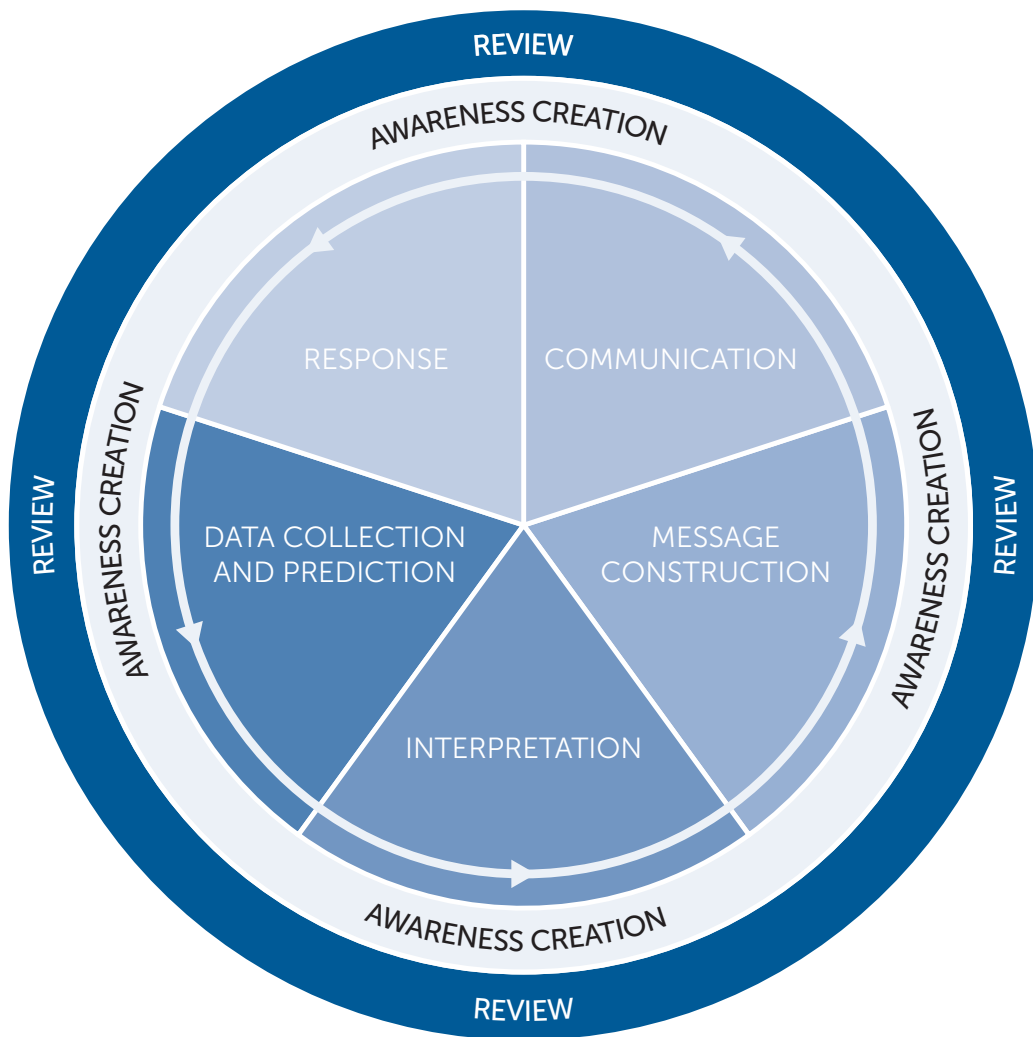 REVIEW
AWARENESS CREATION
RESPONSE
COMMUNICATION
AWARENESS CREATION
AWARENESS CREATION
REVIEW
REVIEW
DATA COLLECTION
AND PREDICTION
MESSAGE
CONSTRUCTION
INTERPRETATION
AWARENESS CREATION
REVIEW